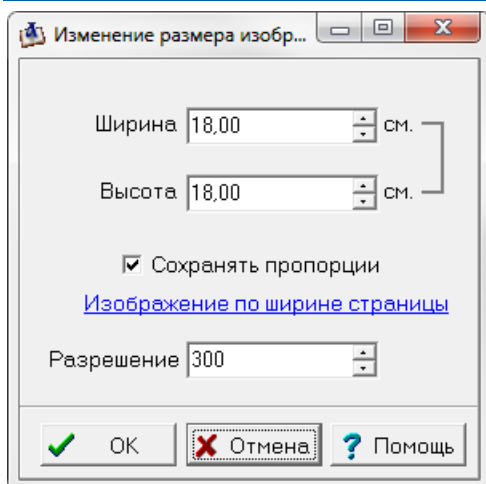 Изменение размера изобр...
Ширина 18,00 см.
Высота 18,00 см.
Сохранять пропорции
Изображение по ширине страницы
Разрешение 300
ОК Отмена Помощь